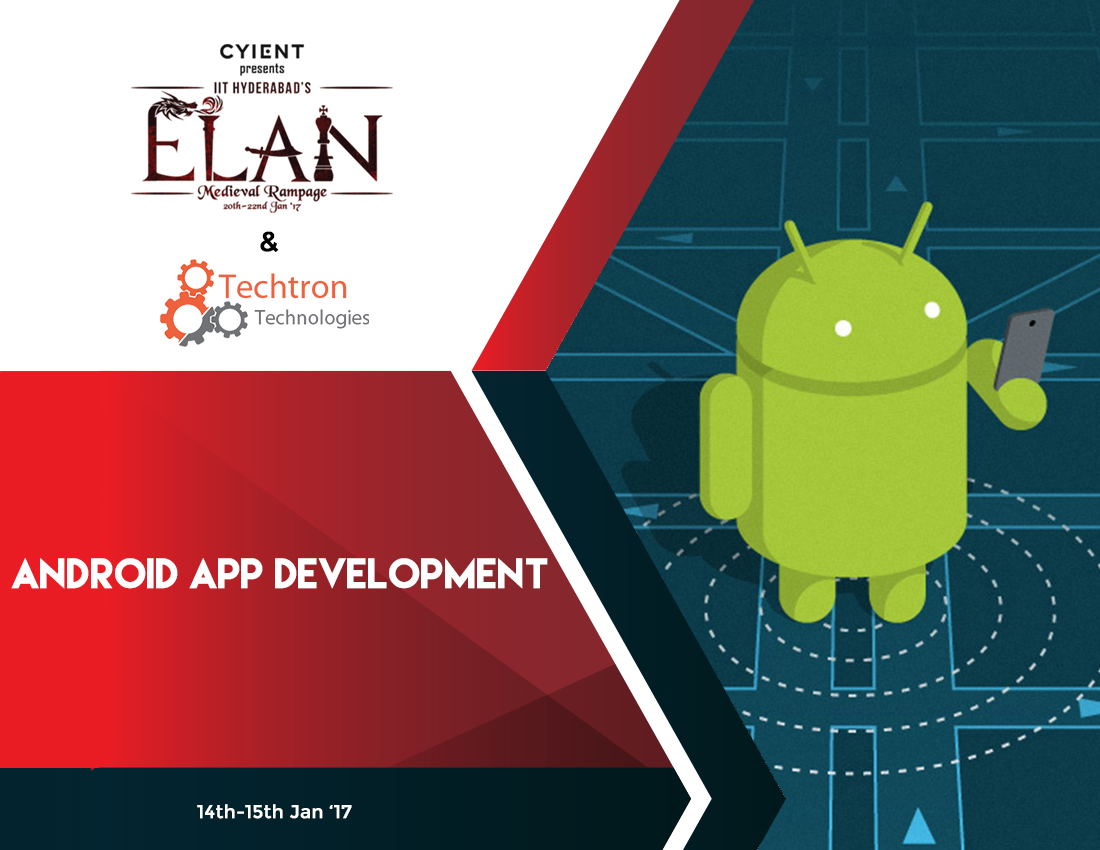 CYIENT
presents
IIT HYDERABAD'S
ELAN
Medieval Rampage
20th-22nd Jan '17
&
Techtron
Technologies
ANDROID APP DEVELOPMENT
14th-15th Jan ‘17